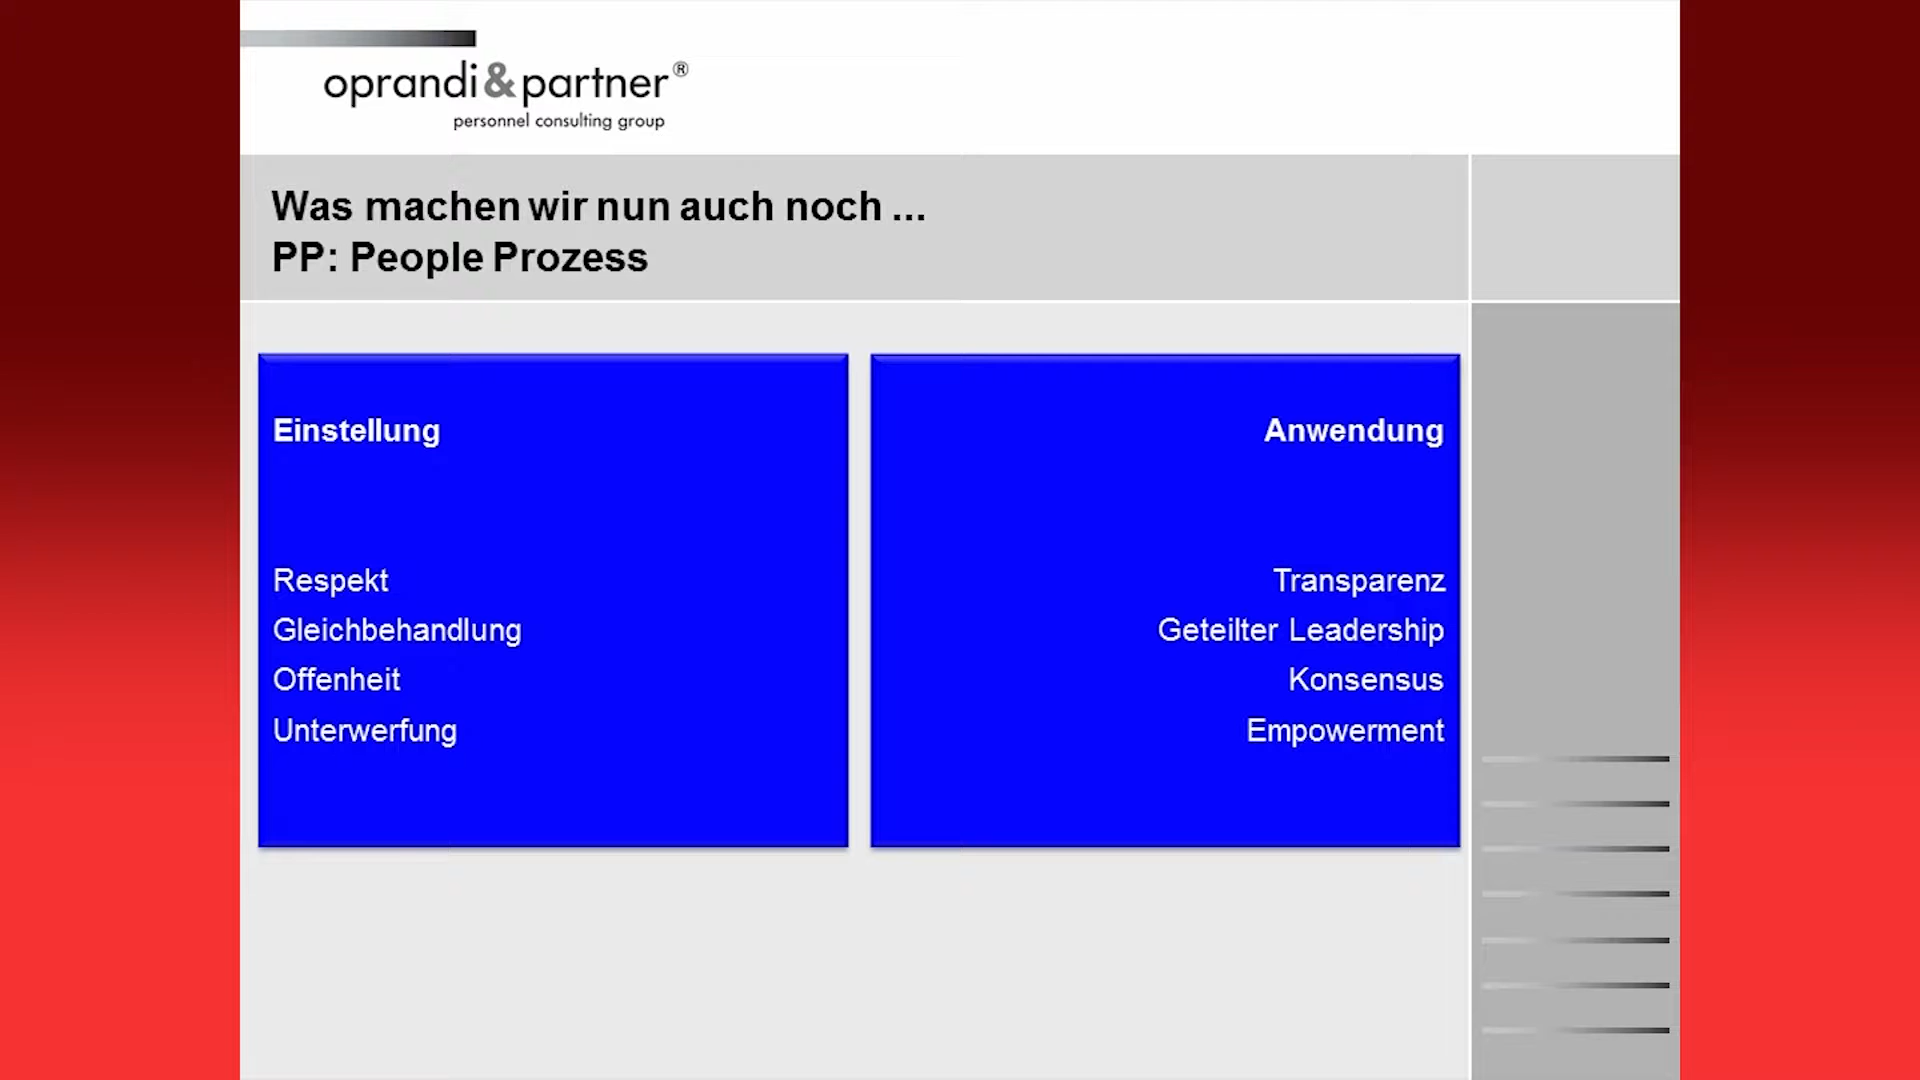 oprandi&partner®
personnel consulting group
Was machen wir nun auch noch ...
PP: People Prozess
Einstellung
Respekt
Gleichbehandlung
Offenheit
Unterwerfung
Anwendung
Transparenz
Geteilter Leadership
Konsensus
Empowerment